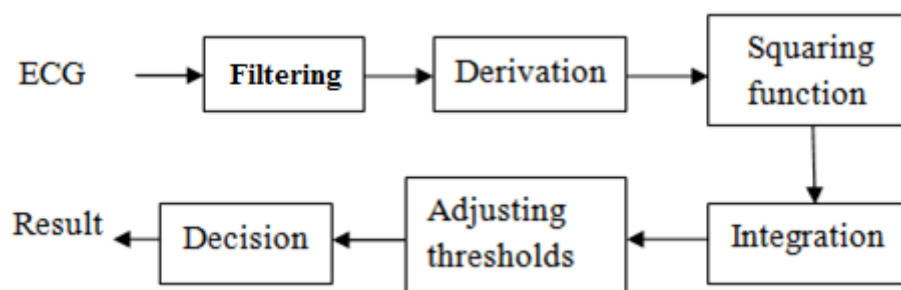 ECG
Filtering
Derivation
Squaring
function
Integration
Adjusting
thresholds
Decision
Result